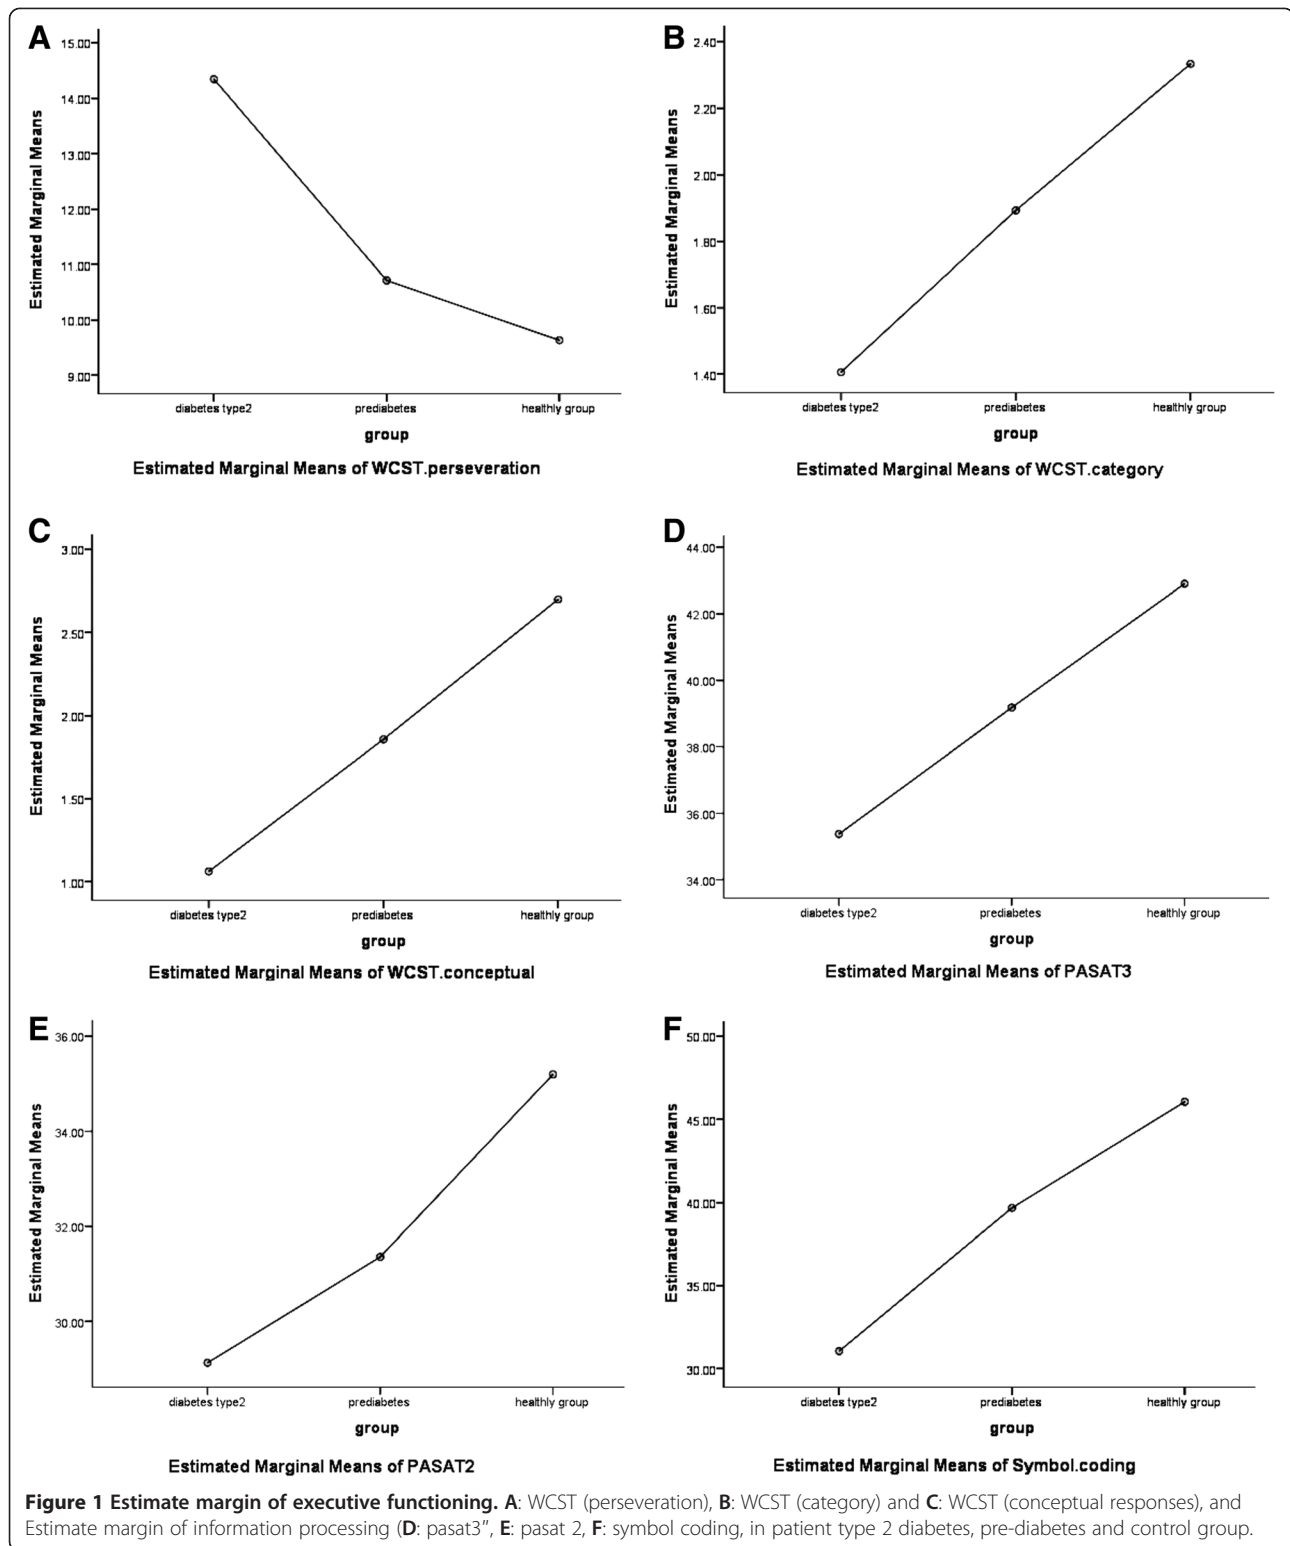 A
15.00
14.00
13.00
12.00
11.00
10.00
9.00
Estimated Marginal Means
diabetes type2 prediabetes healthly group
group
Estimated Marginal Means of WCST.perseveration
B
2.40
2.20
2.00
1.80
1.60
1.40
Estimated Marginal Means
diabetes type2 prediabetes healthly group
group
Estimated Marginal Means of WCST.category
C
3.00
2.50
2.00
1.50
1.00
Estimated Marginal Means
diabetes type2 prediabetes healthly group
group
Estimated Marginal Means of WCST.conceptual
D
44.00
42.00
40.00
38.00
36.00
34.00
Estimated Marginal Means
diabetes type2 prediabetes healthly group
group
Estimated Marginal Means of PASAT3
E
36.00
34.00
32.00
30.00
Estimated Marginal Means
diabetes type2 prediabetes healthly group
group
Estimated Marginal Means of PASAT2
F
50.00
45.00
40.00
35.00
30.00
Estimated Marginal Means
diabetes type2 prediabetes healthly group
group
Estimated Marginal Means of Symbol.coding
Figure 1 Estimate margin of executive functioning. A: WCST (perseveration), B: WCST (category) and C: WCST (conceptual responses), and
Estimate margin of information processing (D: pasat3″, E: pasat 2, F: symbol coding, in patient type 2 diabetes, pre-diabetes and control group.